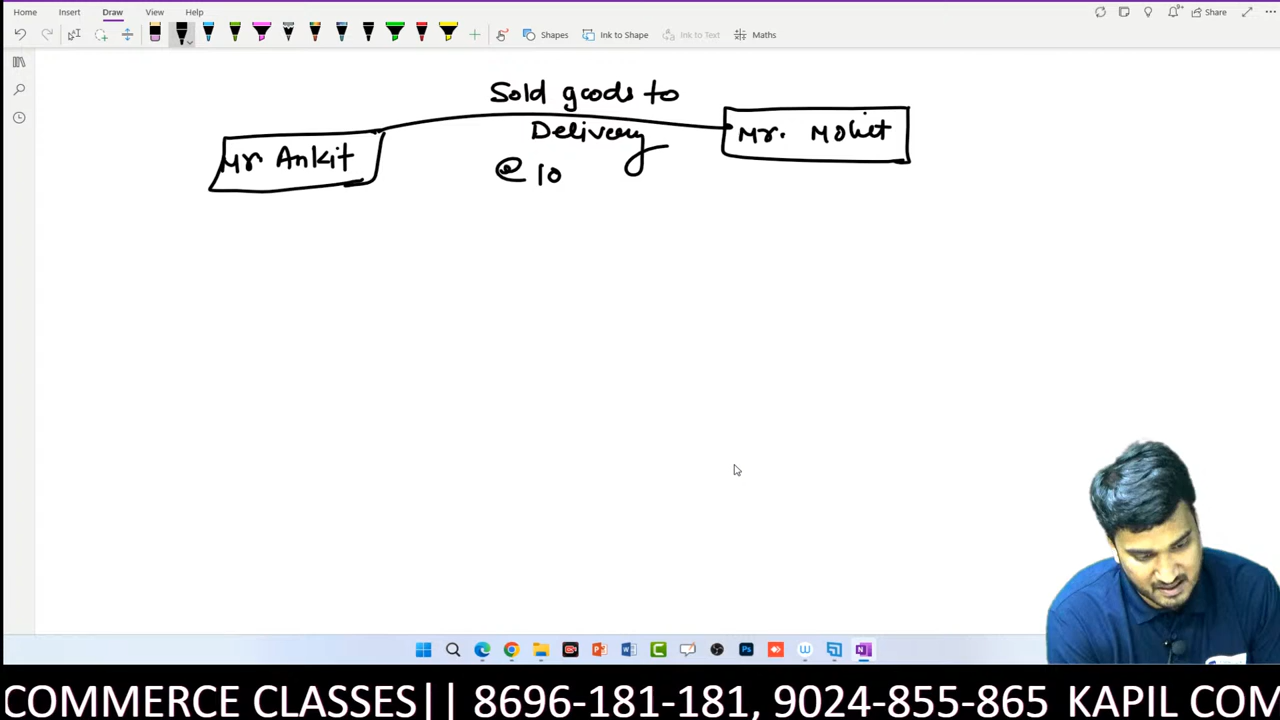 Home Insert Draw View Help
Share
Shapes Ink to Shape Ink to Text Maths
Sold goods to
Delivery
@ 10
Mr Ankit
Mr. Mohit
COMMERCE CLASSES|| 8696-181-181, 9024-855-865 KAPIL COM